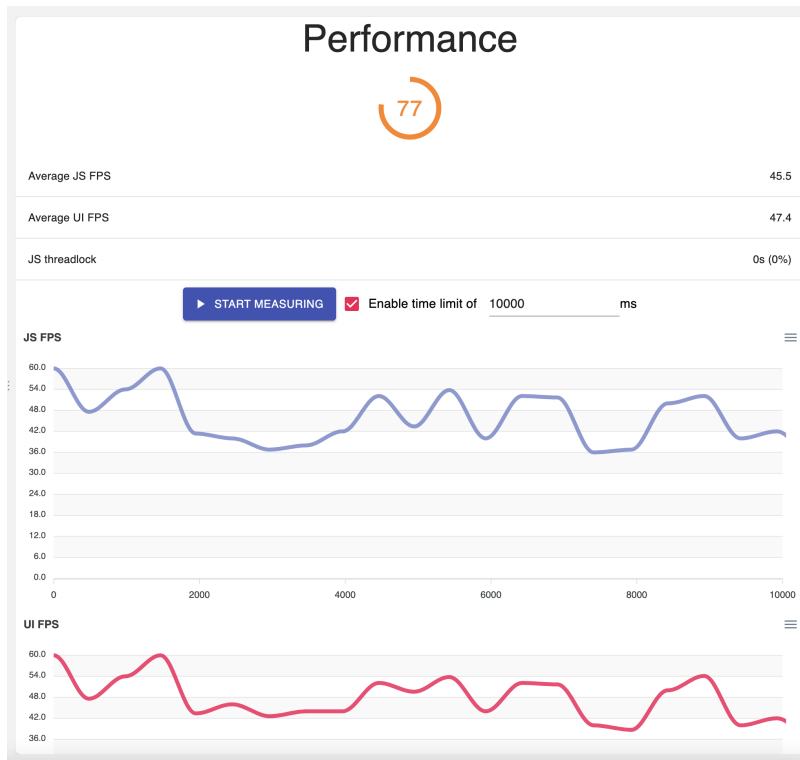 Performance
77
Average JS FPS 45.5
Average UI FPS 47.4
JS threadlock 0s (0%)
START MEASURING Enable time limit of 10000 ms
JS FPS
60.0
54.0
48.0
42.0
36.0
30.0
24.0
18.0
12.0
6.0
0.0
0 2000 4000 6000 8000 10000
UI FPS
60.0
54.0
48.0
42.0
36.0